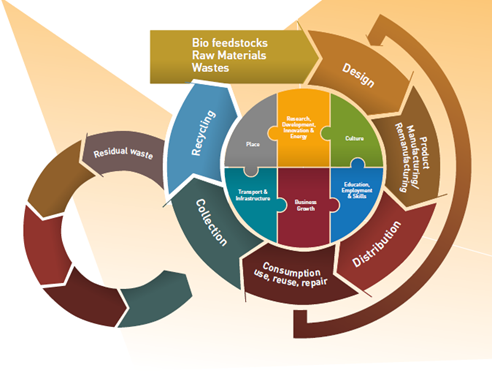 Bio feedstocks
Raw Materials
Wastes
Design
Product
Manufacturing/
Remanufacturing
Distribution
Consumption
use, reuse, repair
Collection
Recycling
Residual waste
Place
Research,
Development,
Innovation &
Energy
Culture
Transport &
Infrastructure
Business
Growth
Education,
Employment
& Skills